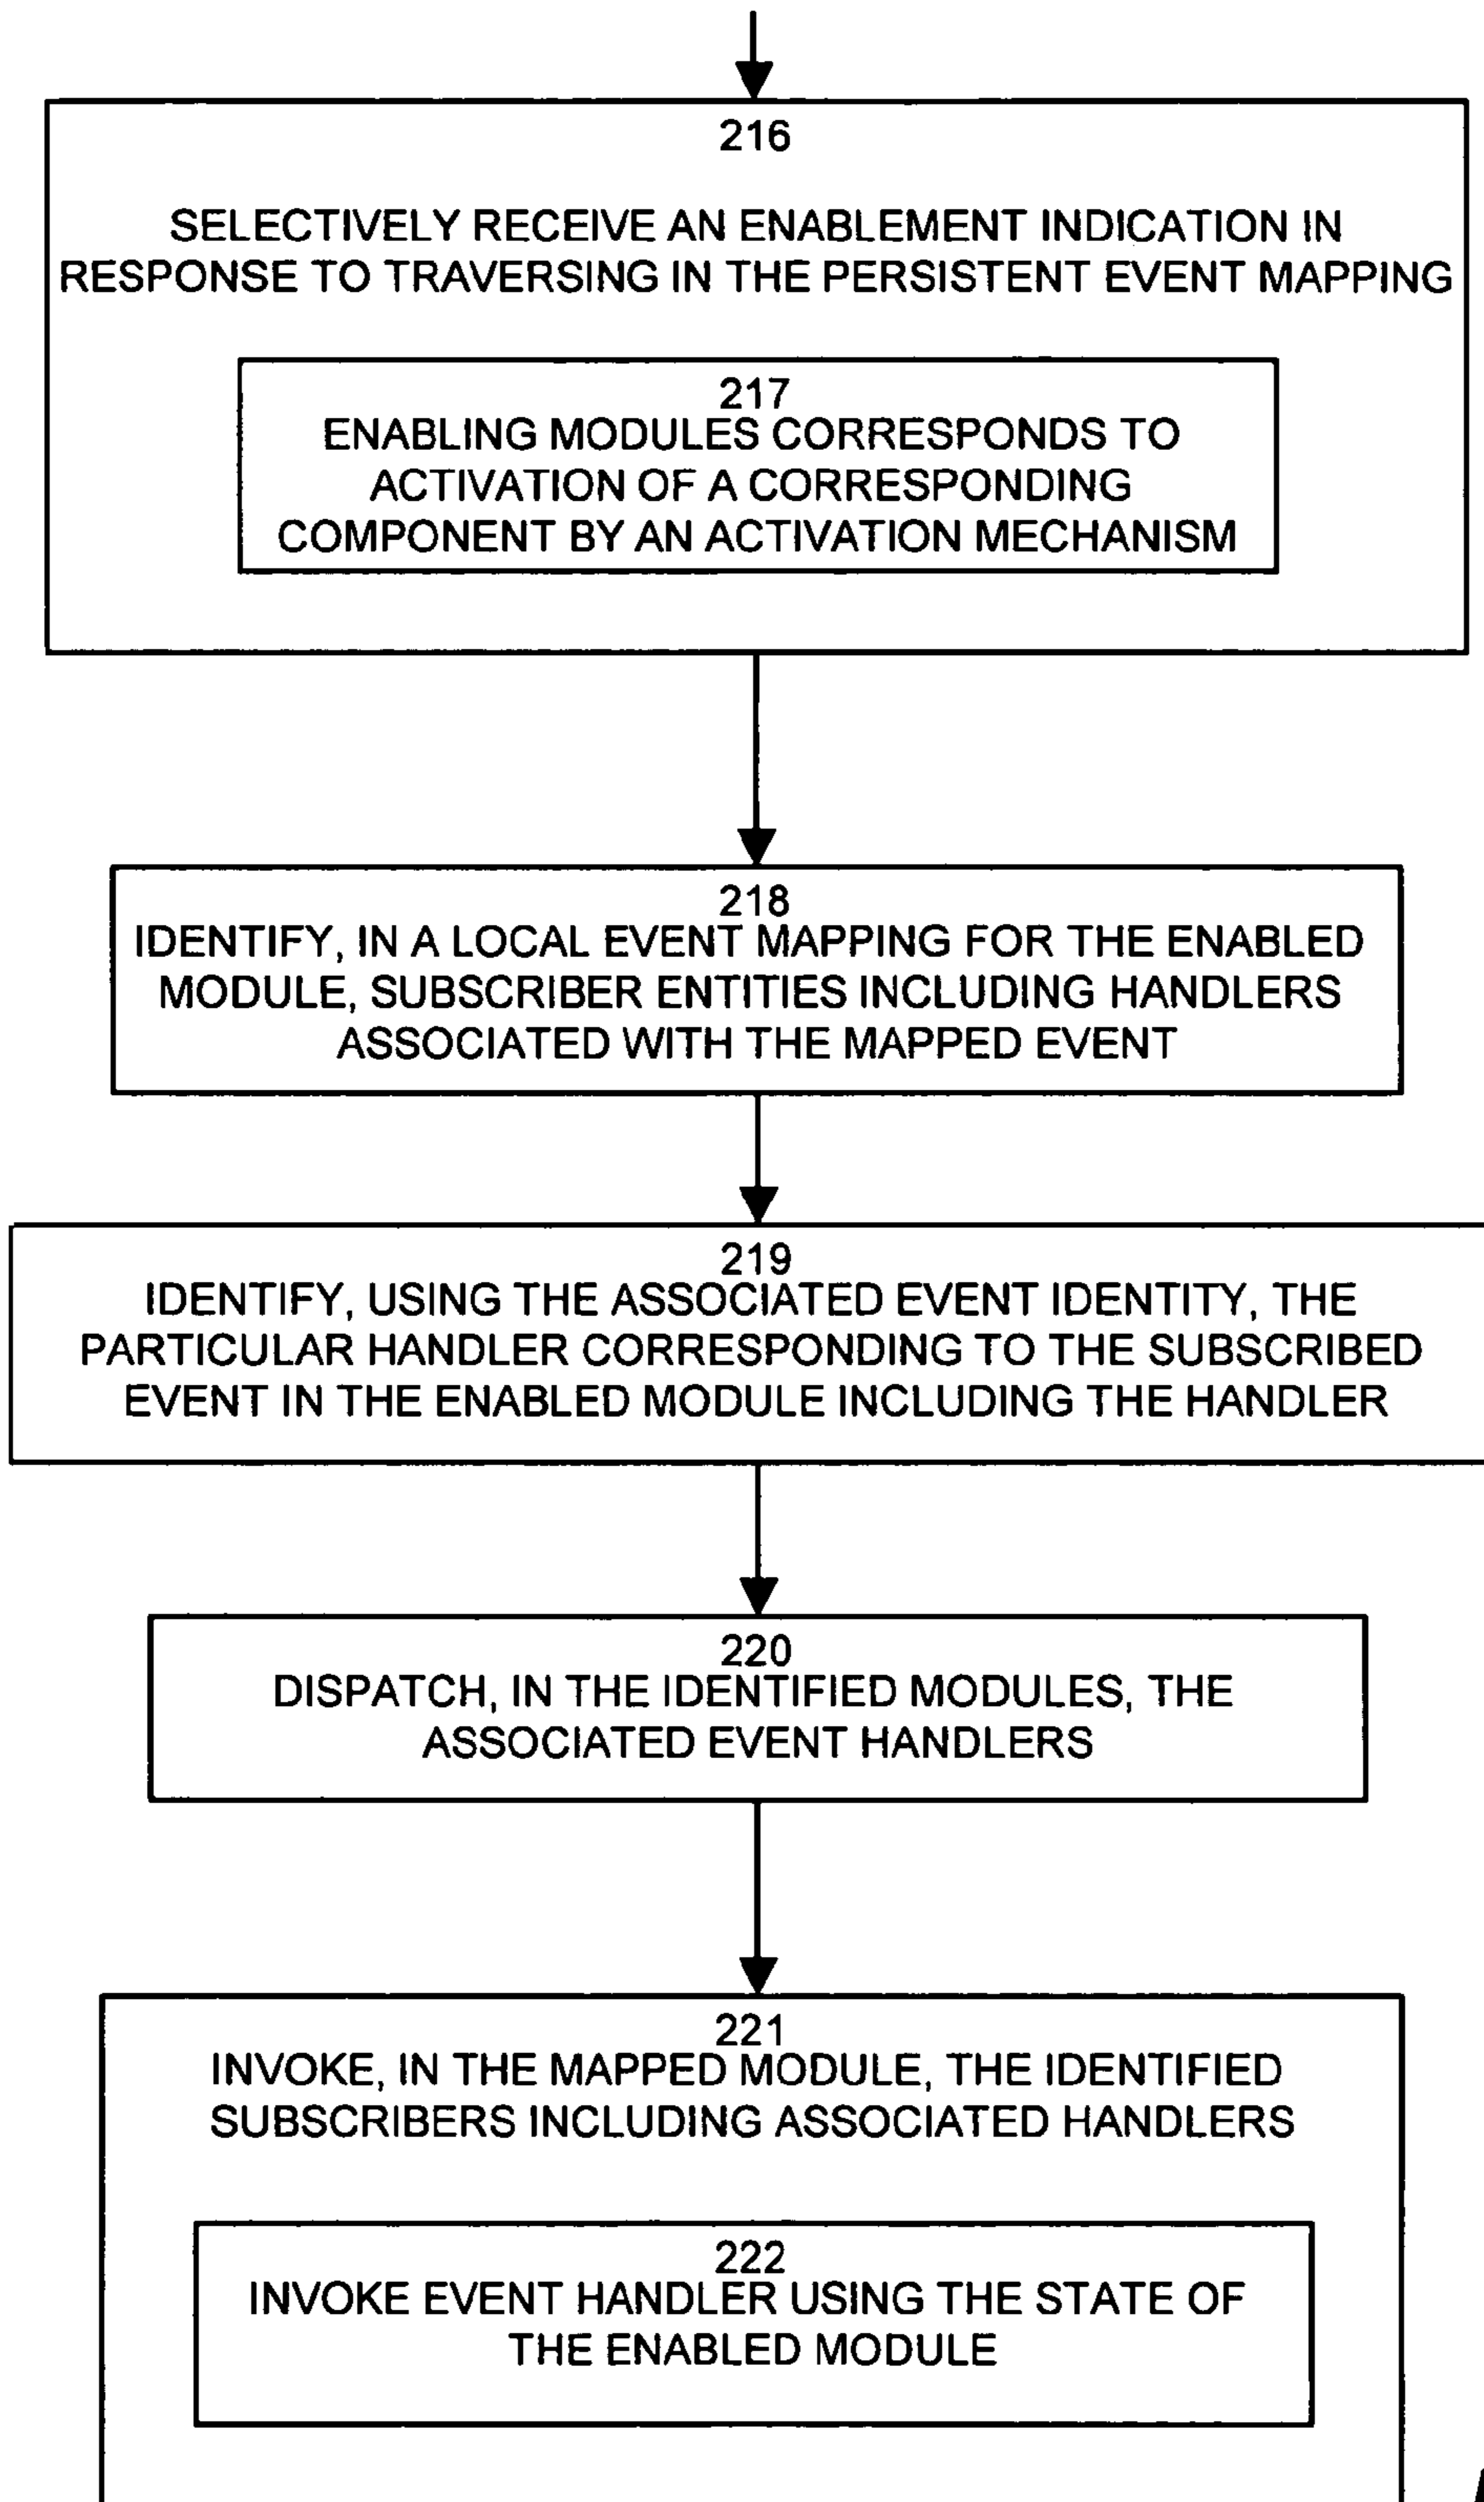 216
SELECTIVELY RECEIVE AN ENABLEMENT INDICATION IN
RESPONSE TO TRAVERSING IN THE PERSISTENT EVENT MAPPING
217
ENABLING MODULES CORRESPONDS TO
ACTIVATION OF A CORRESPONDING
COMPONENT BY AN ACTIVATION MECHANISM
218
IDENTIFY, IN A LOCAL EVENT MAPPING FOR THE ENABLED
MODULE, SUBSCRIBER ENTITIES INCLUDING HANDLERS
ASSOCIATED WITH THE MAPPED EVENT
219
IDENTIFY, USING THE ASSOCIATED EVENT IDENTITY, THE
PARTICULAR HANDLER CORRESPONDING TO THE SUBSCRIBED
EVENT IN THE ENABLED MODULE INCLUDING THE HANDLER
220
DISPATCH, IN THE IDENTIFIED MODULES, THE
ASSOCIATED EVENT HANDLERS
221
INVOKE, IN THE MAPPED MODULE, THE IDENTIFIED
SUBSCRIBERS INCLUDING ASSOCIATED HANDLERS
222
INVOKE EVENT HANDLER USING THE STATE OF
THE ENABLED MODULE